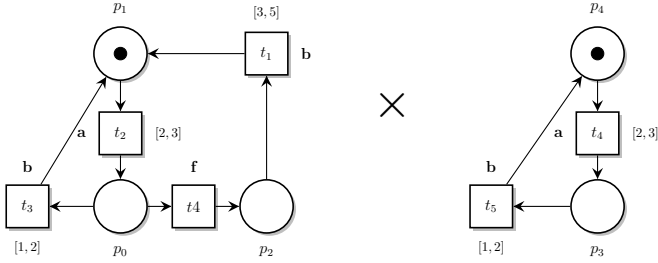 p₁
[3, 5]
p₄
t₁
b
×
a
t₂
[2, 3]
a
t₄
[2, 3]
b
f
b
t₃
t4
t₅
[1, 2]
p₀
p₂
[1, 2]
p₃